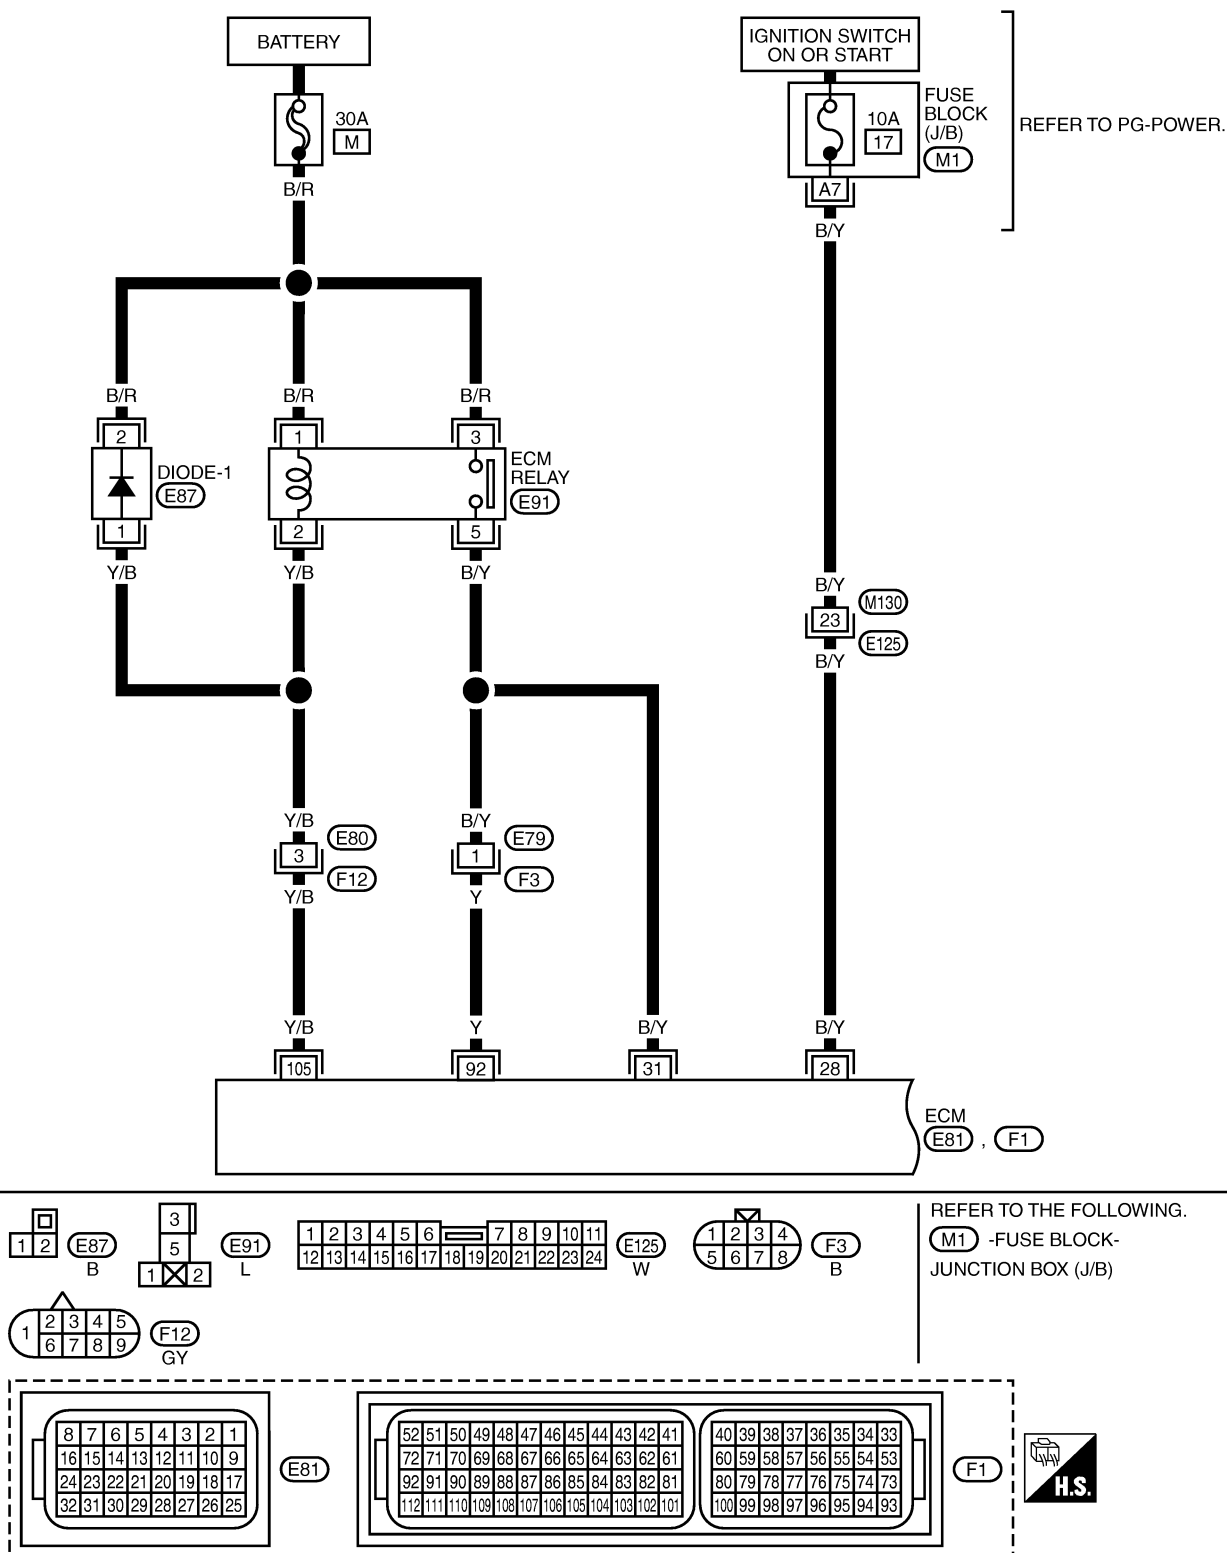 BATTERY
IGNITION SWITCH
ON OR START
30A
M
10A
17
FUSE
BLOCK
(J/B)
M1
REFER TO PG-POWER.
B/R
A7
B/Y
B/R B/R B/R
2 1 3
DIODE-1
E87
ECM
RELAY
E91
1 2 5
Y/B Y/B B/Y
B/Y
M130
23
E125
B/Y
Y/B B/Y
E80 E79
3 1
F12 F3
Y/B Y
Y/B Y B/Y B/Y
105 92 31 28
ECM
E81 , F1
1 2
E87
B
3
5
1 2
E91
L
1 2 3 4 5 6 7 8 9 10 11
12 13 14 15 16 17 18 19 20 21 22 23 24
E125
W
1 2 3 4
5 6 7 8
F3
B
REFER TO THE FOLLOWING.
M1 -FUSE BLOCK-
JUNCTION BOX (J/B)
1
2 3 4 5
6 7 8 9
F12
GY
8 7 6 5 4 3 2 1
16 15 14 13 12 11 10 9
24 23 22 21 20 19 18 17
32 31 30 29 28 27 26 25
E81
52 51 50 49 48 47 46 45 44 43 42 41
72 71 70 69 68 67 66 65 64 63 62 61
92 91 90 89 88 87 86 85 84 83 82 81
112 111 110 109 108 107 106 105 104 103 102 101
40 39 38 37 36 35 34 33
60 59 58 57 56 55 54 53
80 79 78 77 76 75 74 73
100 99 98 97 96 95 94 93
F1
H.S.